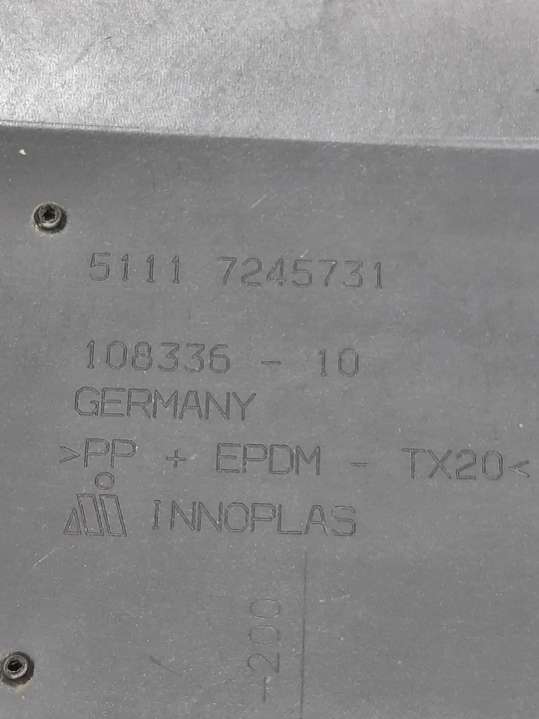 5111 7245731
108336 - 10
GERMANY
>PP + EPDM - TX20<
INNOPLAS
-200